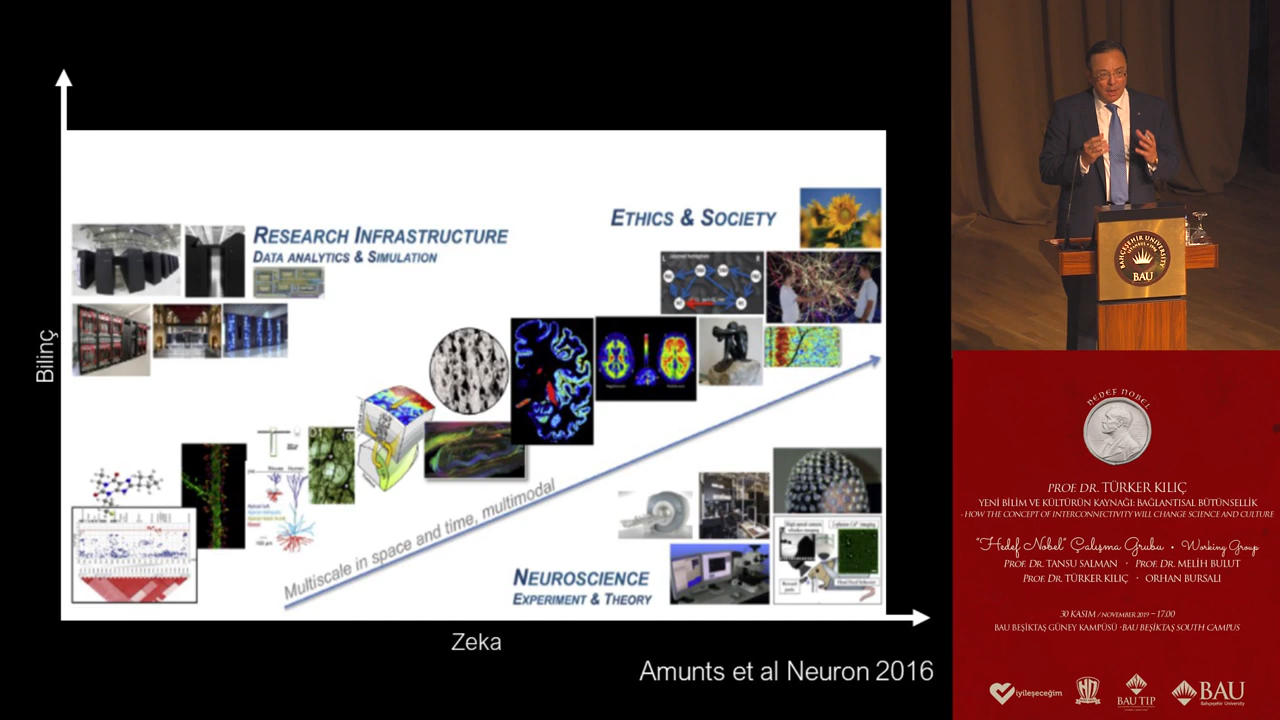 Bilinç
RESEARCH INFRASTRUCTURE
DATA ANALYTICS & SIMULATION
ETHICS & SOCIETY
Mouse Human
Multiscale in space and time, multimodal
NEUROSCIENCE
EXPERIMENT & THEORY
Zeka
Amunts et al Neuron 2016
BAHÇEŞEHİR UNIVERSITY
İSTANBUL
BAU
HEDEF NOBEL
PROF. DR. TÜRKER KILIÇ
YENİ BİLİM VE KÜLTÜRÜN KAYNAĞI: BAĞLANTISAL BÜTÜNSELLİK
- HOW THE CONCEPT OF INTERCONNECTIVITY WILL CHANGE SCIENCE AND CULTURE
"Hedef Nobel" Çalışma Grubu • Working Group
PROF. DR. TANSU SALMAN • PROF. DR. MELİH BULUT
PROF. DR. TÜRKER KILIÇ • ORHAN BURSALI
30 KASIM / NOVEMBER 2019 – 17.00
BAU BEŞİKTAŞ GÜNEY KAMPÜSÜ - BAU BEŞİKTAŞ SOUTH CAMPUS
iyileşeceğim
BAU TIP
BAU
Bahçeşehir University